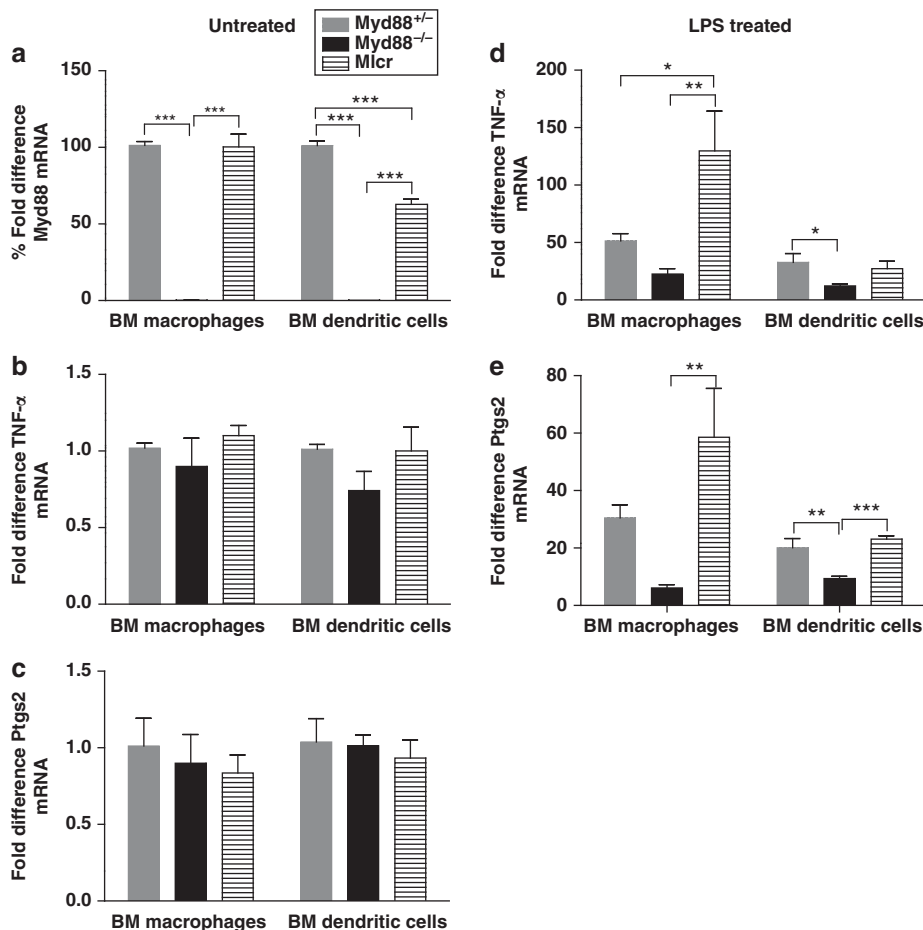 Untreated
Myd88+/−
Myd88−/−
Mlcr
LPS treated
a
% Fold difference
Myd88 mRNA
150
100
50
0
*** ***
***
***
***
BM macrophages BM dendritic cells
b
Fold difference TNF-α
mRNA
1.5
1.0
0.5
0.0
BM macrophages BM dendritic cells
c
Fold difference Ptgs2
mRNA
1.5
1.0
0.5
0.0
BM macrophages BM dendritic cells
d
Fold difference TNF-α
mRNA
200
150
100
50
0
*
**
*
BM macrophages BM dendritic cells
e
Fold difference Ptgs2
mRNA
80
60
40
20
0
**
** ***
BM macrophages BM dendritic cells